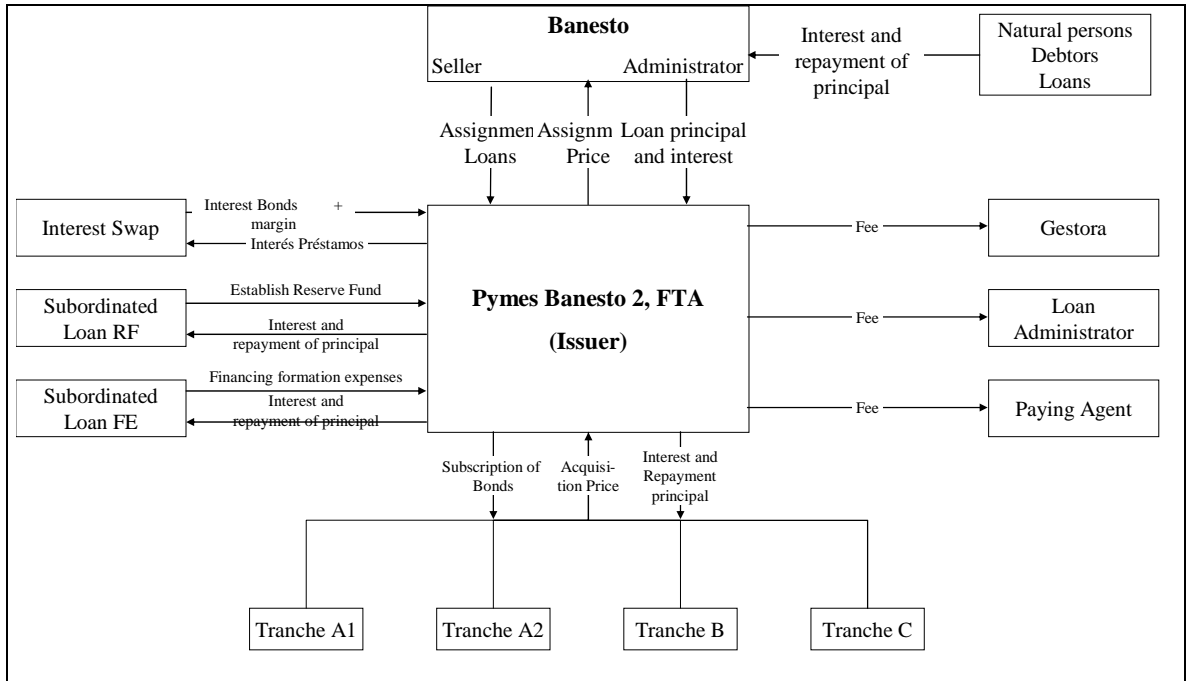 Banesto
Seller Administrator
Interest and
repayment of
principal
Natural persons
Debtors
Loans
Assignmen
Loans
Assignm
Price
Loan principal
and interest
Interest Swap
Interest Bonds +
margin
Interés Préstamos
Subordinated
Loan RF
Establish Reserve Fund
Interest and
repayment of principal
Subordinated
Loan FE
Financing formation expenses
Interest and
repayment of principal
Pymes Banesto 2, FTA
(Issuer)
Fee
Gestora
Fee
Loan
Administrator
Fee
Paying Agent
Subscription of
Bonds
Acquisi-
tion Price
Interest and
Repayment
principal
Tranche A1
Tranche A2
Tranche B
Tranche C